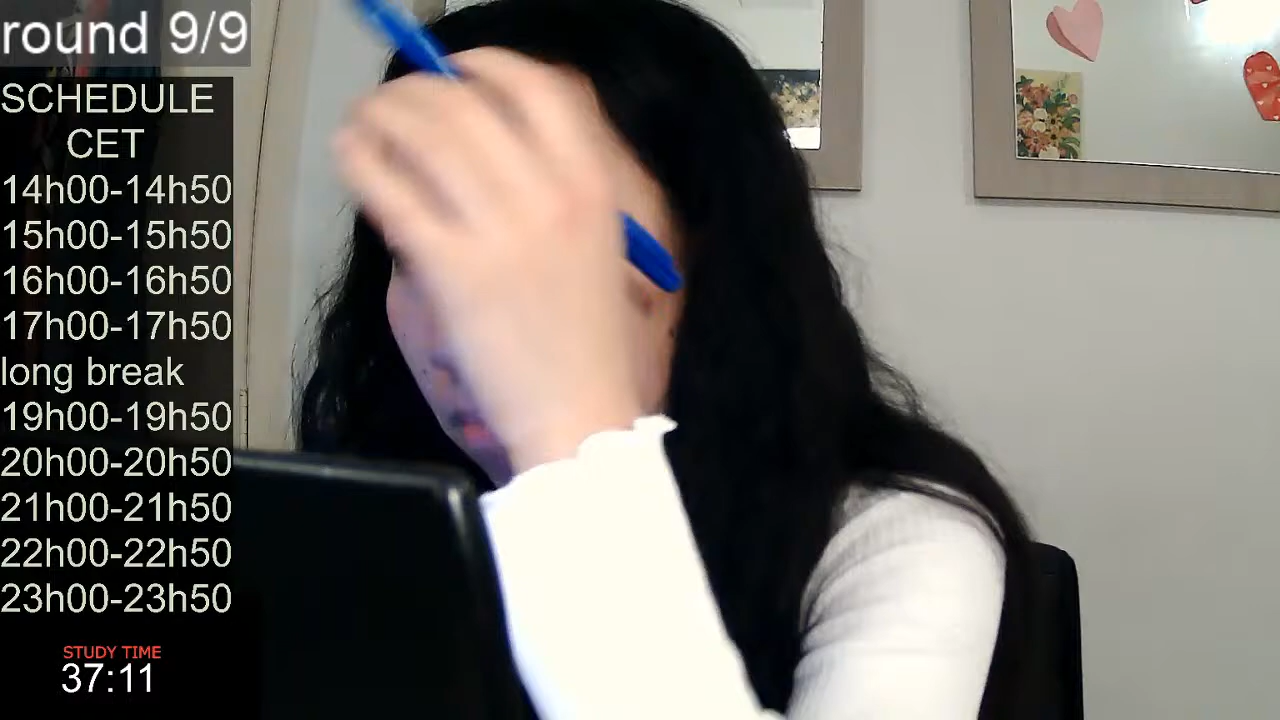 round 9/9
SCHEDULE
CET
14h00-14h50
15h00-15h50
16h00-16h50
17h00-17h50
long break
19h00-19h50
20h00-20h50
21h00-21h50
22h00-22h50
23h00-23h50
STUDY TIME
37:11